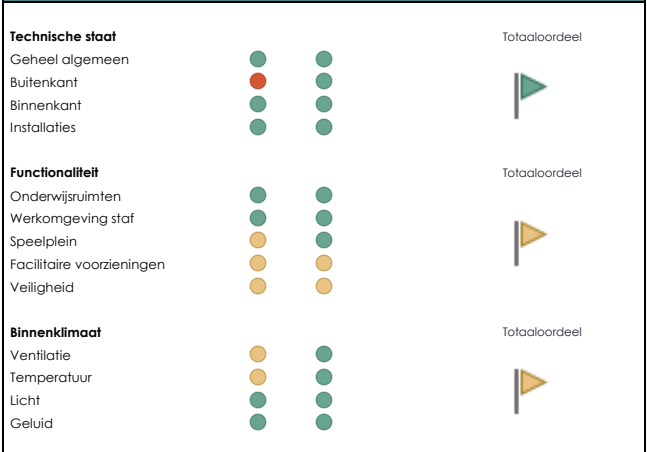 Technische staat Totaaloordeel
Geheel algemeen
Buitenkant
Binnenkant
Installaties
Functionaliteit Totaaloordeel
Onderwijsruimten
Werkomgeving staf
Speelplein
Facilitaire voorzieningen
Veiligheid
Binnenklimaat Totaaloordeel
Ventilatie
Temperatuur
Licht
Geluid